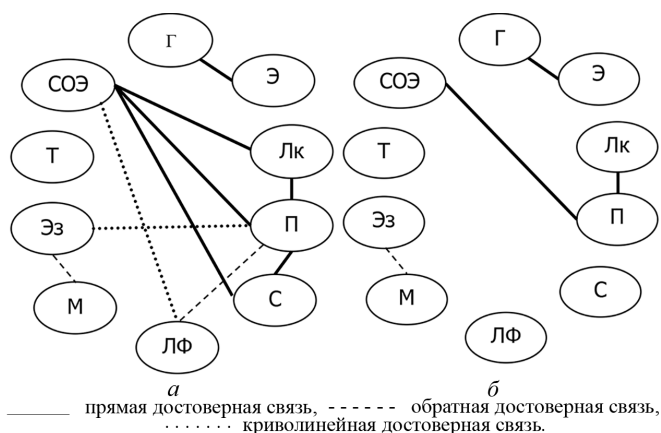 Г
Э
СОЭ
Лк
Т
П
Эз
С
М
ЛФ
а
Г
Э
СОЭ
Лк
Т
П
Эз
С
М
ЛФ
б
прямая достоверная связь, - - - - - - обратная достоверная связь,
. . . . . . . криволинейная достоверная связь.